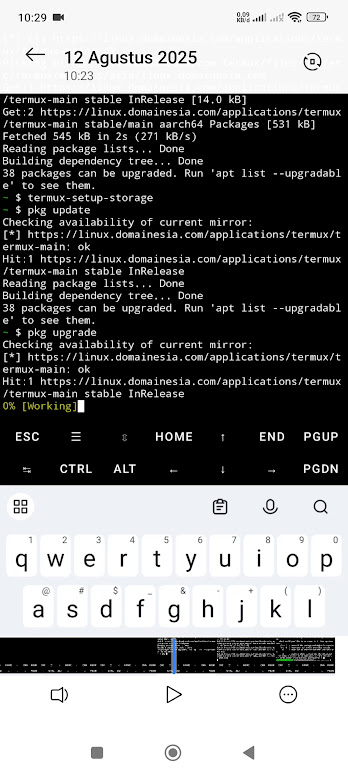 10:29
0,09
KB/s
72
12 Agustus 2025
10:23
/termux-main stable InRelease [14.0 kB]
Get:2 https://linux.domainesia.com/applications/termux
/termux-main stable/main aarch64 Packages [531 kB]
Fetched 545 kB in 2s (271 kB/s)
Reading package lists... Done
Building dependency tree... Done
38 packages can be upgraded. Run 'apt list --upgradabl
e' to see them.
~ $ termux-setup-storage
~ $ pkg update
Checking availability of current mirror:
[*] https://linux.domainesia.com/applications/termux/t
ermux-main: ok
Hit:1 https://linux.domainesia.com/applications/termux
/termux-main stable InRelease
Reading package lists... Done
Building dependency tree... Done
38 packages can be upgraded. Run 'apt list --upgradabl
e' to see them.
~ $ pkg upgrade
Checking availability of current mirror:
[*] https://linux.domainesia.com/applications/termux/t
ermux-main: ok
Hit:1 https://linux.domainesia.com/applications/termux
/termux-main stable InRelease
0% [Working]
ESC ☰ ⇳ HOME ↑ END PGUP
↹ CTRL ALT ← ↓ → PGDN
1 2 3 4 5 6 7 8 9 0
q w e r t y u i o p
@ # $ _ & - + ( )
a s d f g h j k l